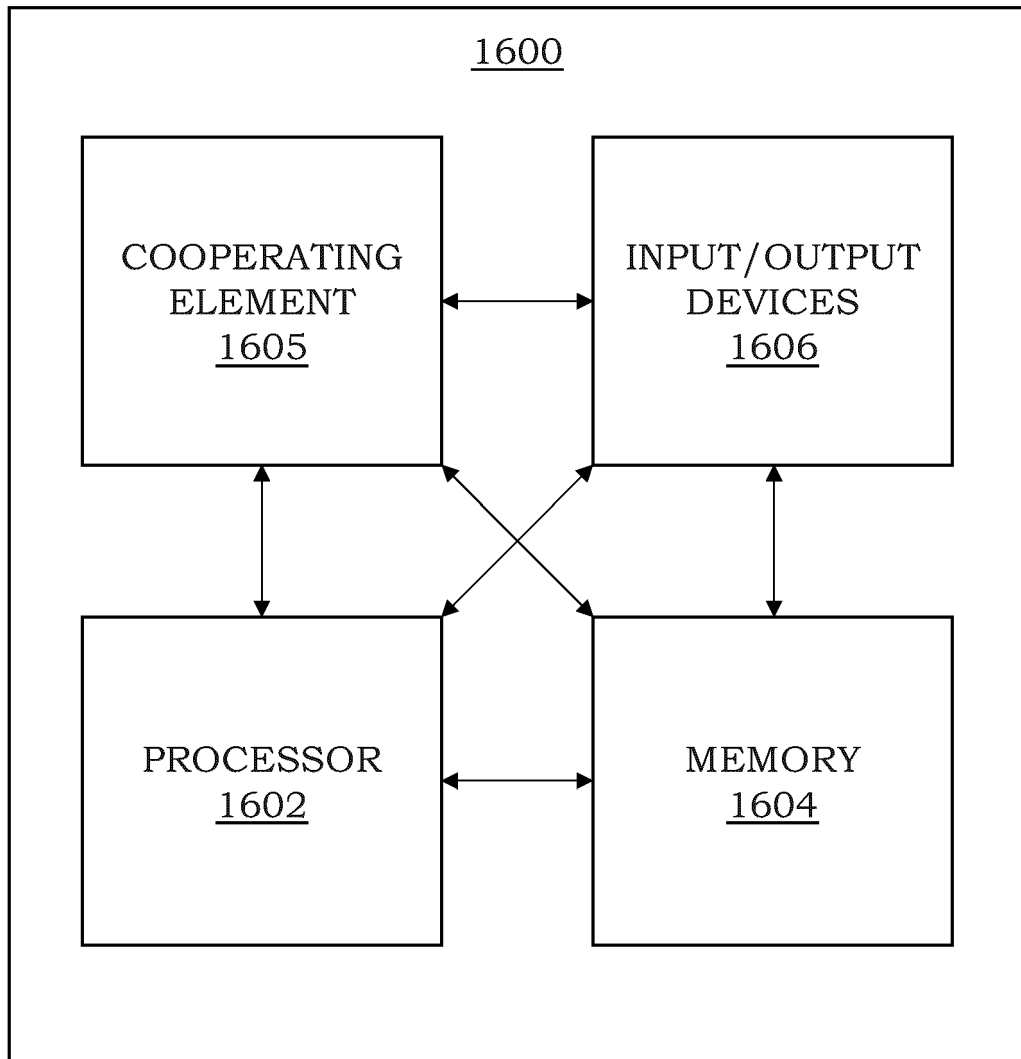 1600
COOPERATING
ELEMENT
1605
INPUT/OUTPUT
DEVICES
1606
PROCESSOR
1602
MEMORY
1604